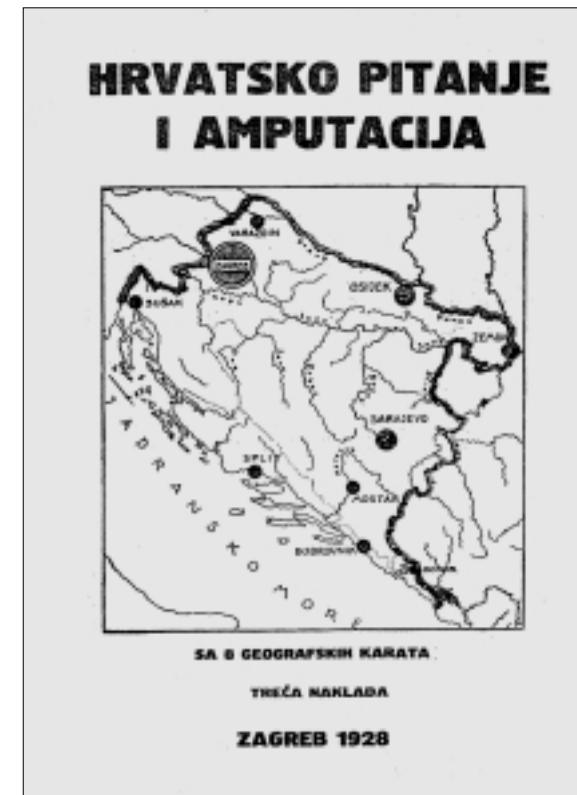 HRVATSKO PITANJE
I AMPUTACIJA
VARAŽDIN
ZAGREB
OSIJEK
SUŠAK
ZEMUN
SARAJEVO
SPLIT
MOSTAR
DUBROVNIK
JADRANSKO MORE
SA 8 GEOGRAFSKIH KARATA
TREĆA NAKLADA
ZAGREB 1928